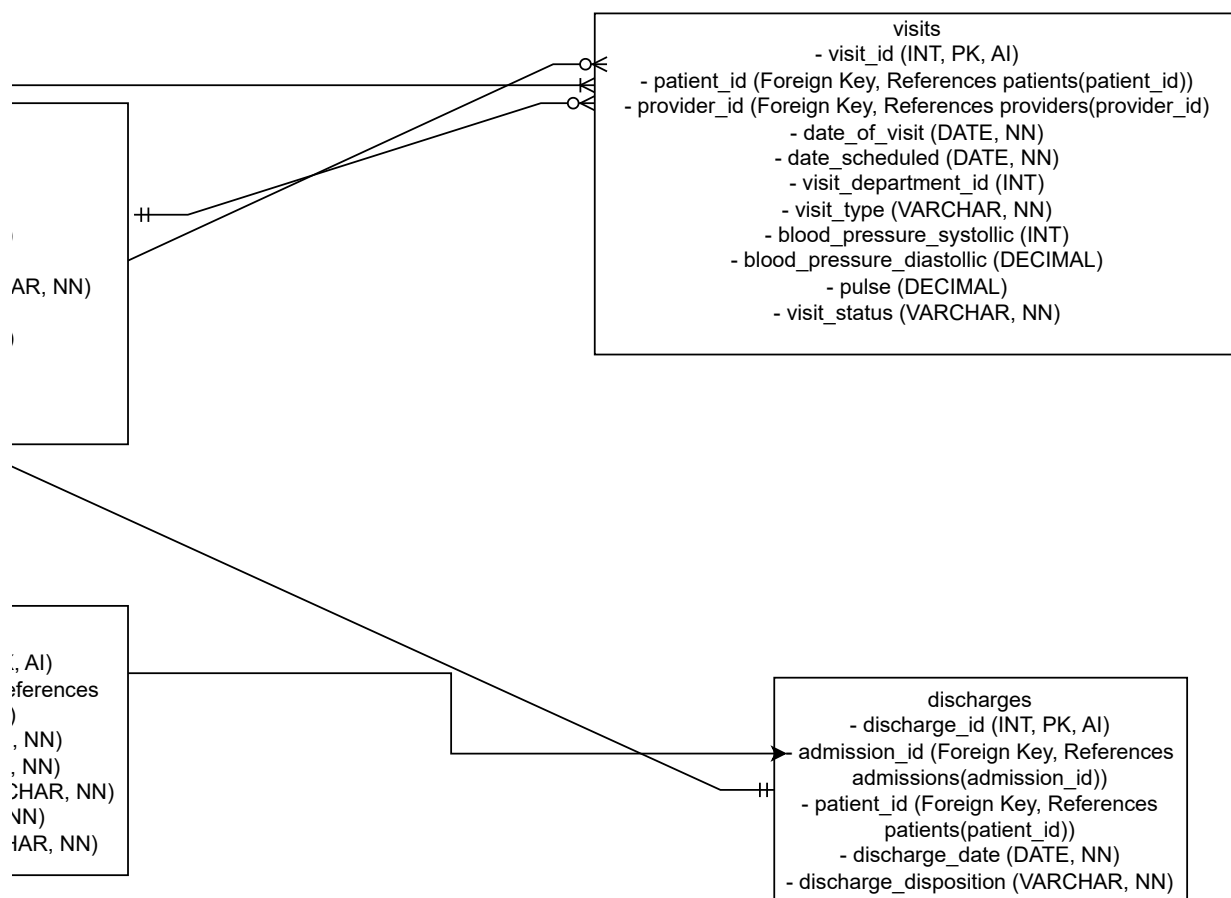 visits
- visit_id (INT, PK, AI)
- patient_id (Foreign Key, References patients(patient_id))
- provider_id (Foreign Key, References providers(provider_id)
- date_of_visit (DATE, NN)
- date_scheduled (DATE, NN)
- visit_department_id (INT)
- visit_type (VARCHAR, NN)
- blood_pressure_systollic (INT)
- blood_pressure_diastollic (DECIMAL)
- pulse (DECIMAL)
- visit_status (VARCHAR, NN)
)
AR, NN)
)
, AI)
eferences
)
, NN)
, NN)
CHAR, NN)
NN)
HAR, NN)
discharges
- discharge_id (INT, PK, AI)
- admission_id (Foreign Key, References
admissions(admission_id))
- patient_id (Foreign Key, References
patients(patient_id))
- discharge_date (DATE, NN)
- discharge_disposition (VARCHAR, NN)